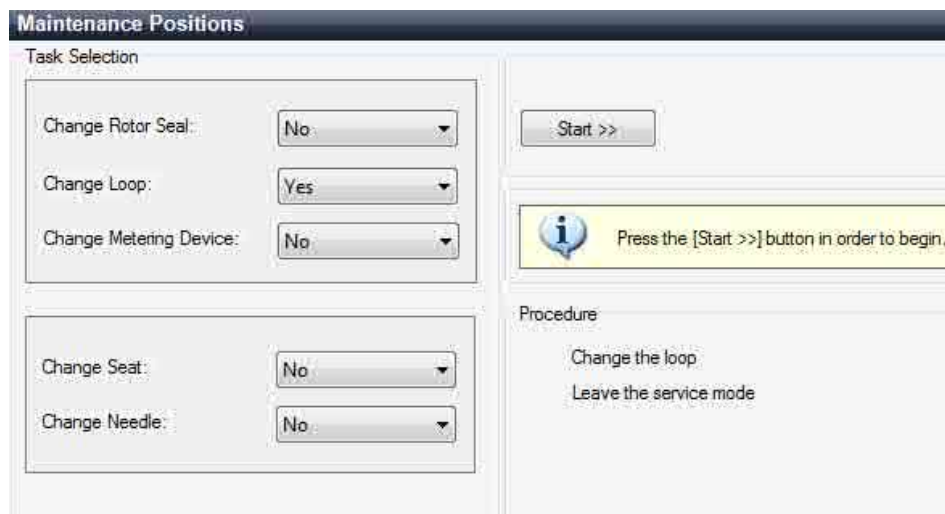 Maintenance Positions
Task Selection
Change Rotor Seal:
No
Change Loop:
Yes
Change Metering Device:
No
Change Seat:
No
Change Needle:
No
Start >>
Press the [Start >>] button in order to begin.
Procedure
Change the loop
Leave the service mode